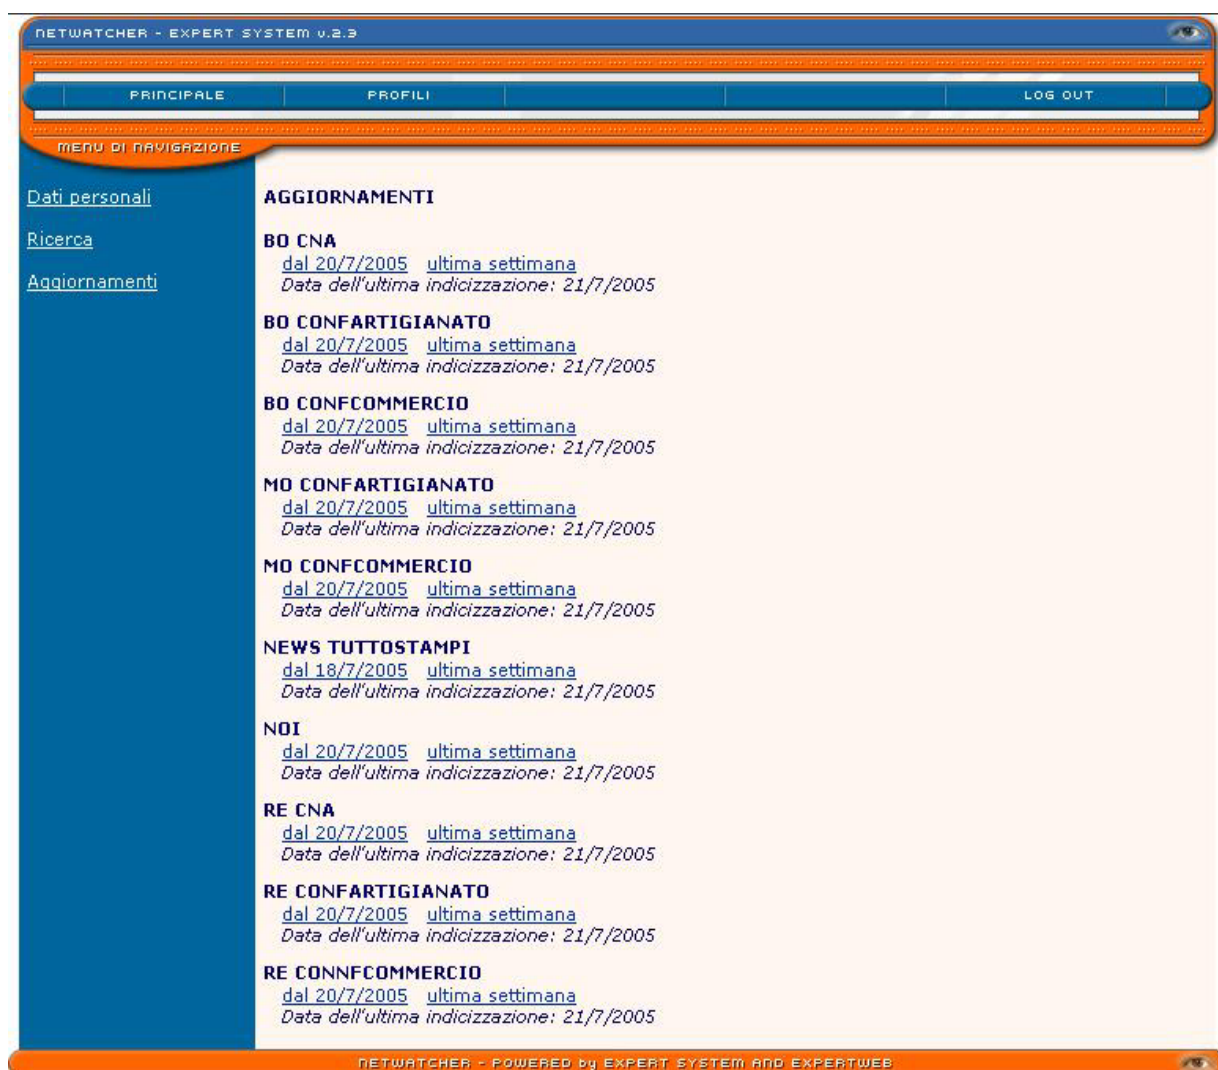 NETWATCHER - EXPERT SYSTEM v.2.3
PRINCIPALE PROFILI LOG OUT
MENU DI NAVIGAZIONE
Dati personali
Ricerca
Aggiornamenti
AGGIORNAMENTI
BO CNA
dal 20/7/2005 ultima settimana
Data dell'ultima indicizzazione: 21/7/2005
BO CONFARTIGIANATO
dal 20/7/2005 ultima settimana
Data dell'ultima indicizzazione: 21/7/2005
BO CONFCOMMERCIO
dal 20/7/2005 ultima settimana
Data dell'ultima indicizzazione: 21/7/2005
MO CONFARTIGIANATO
dal 20/7/2005 ultima settimana
Data dell'ultima indicizzazione: 21/7/2005
MO CONFCOMMERCIO
dal 20/7/2005 ultima settimana
Data dell'ultima indicizzazione: 21/7/2005
NEWS TUTTOSTAMPI
dal 18/7/2005 ultima settimana
Data dell'ultima indicizzazione: 21/7/2005
NOI
dal 20/7/2005 ultima settimana
Data dell'ultima indicizzazione: 21/7/2005
RE CNA
dal 20/7/2005 ultima settimana
Data dell'ultima indicizzazione: 21/7/2005
RE CONFARTIGIANATO
dal 20/7/2005 ultima settimana
Data dell'ultima indicizzazione: 21/7/2005
RE CONNFCOMMERCIO
dal 20/7/2005 ultima settimana
Data dell'ultima indicizzazione: 21/7/2005
NETWATCHER - POWERED by EXPERT SYSTEM AND EXPERTWEB